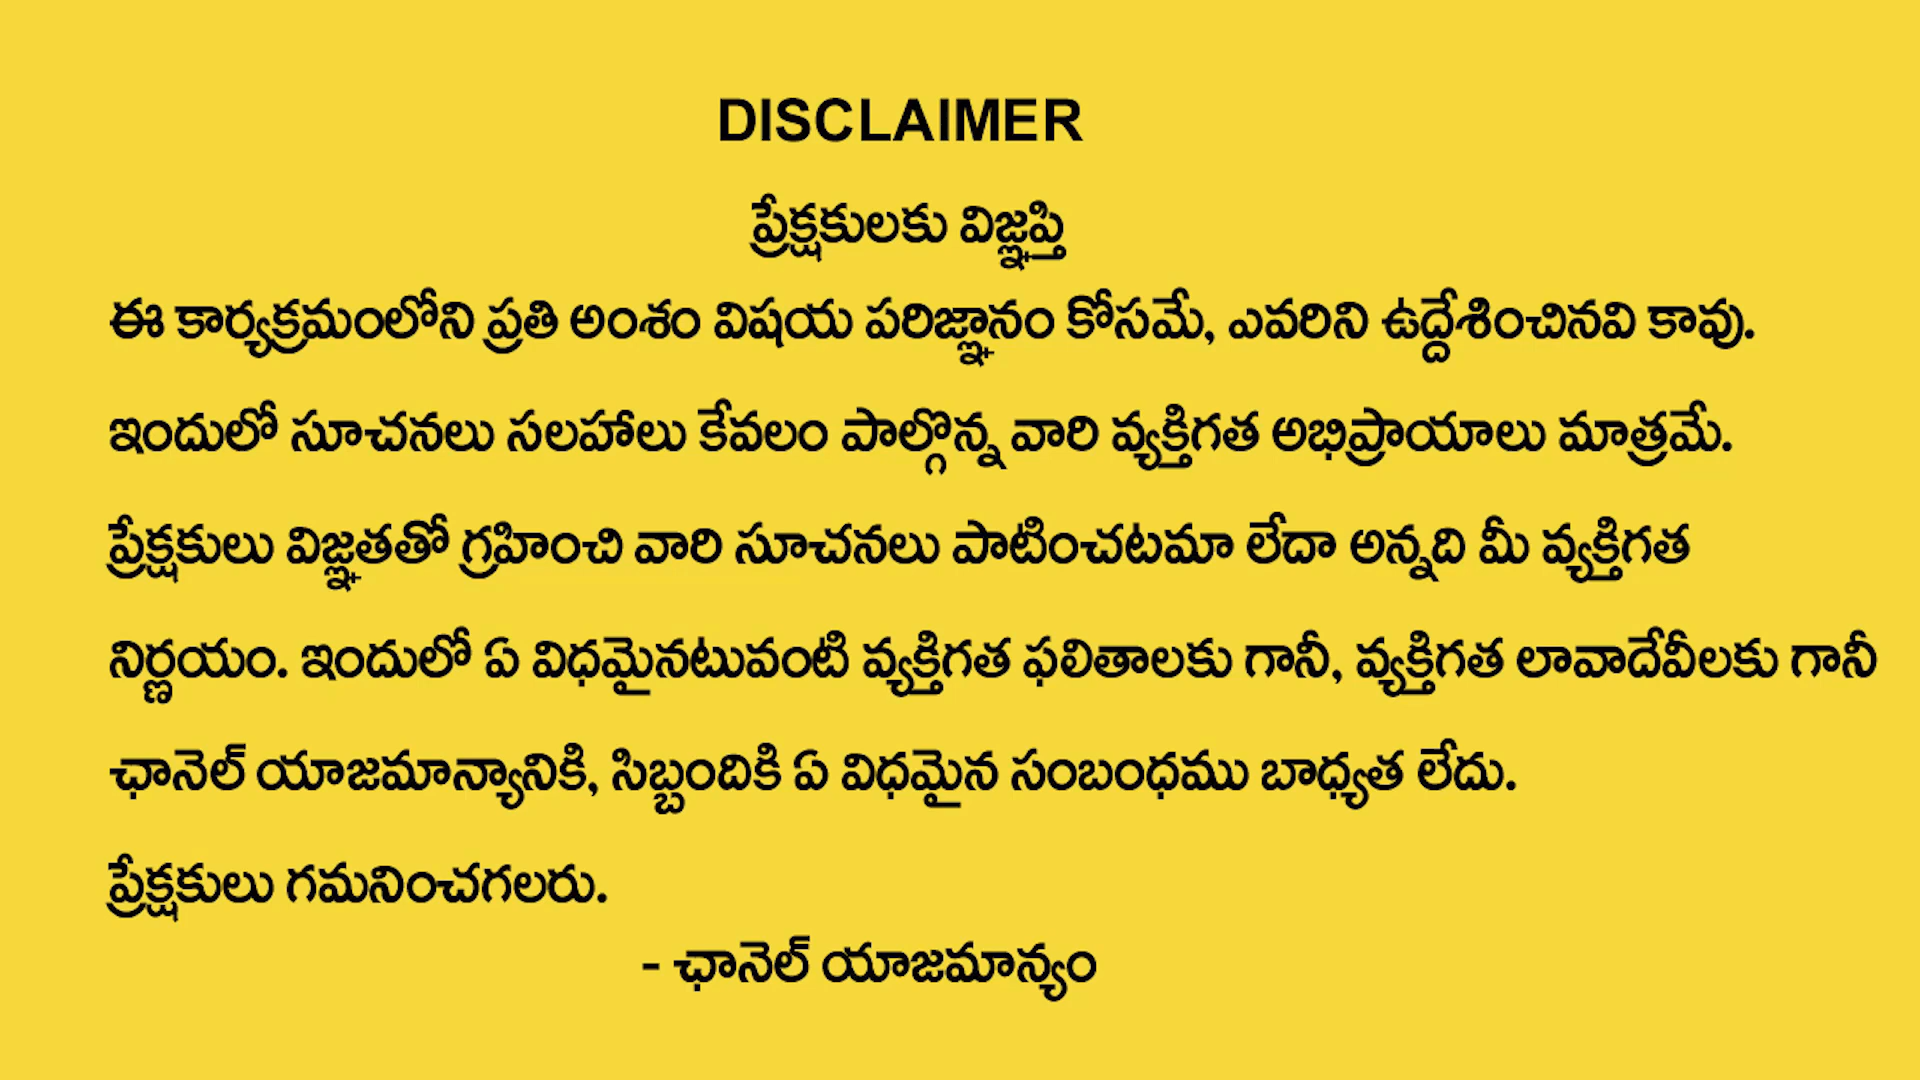 DISCLAIMER
ప్రేక్షకులకు విజ్ఞప్తి
ఈ కార్యక్రమంలోని ప్రతి అంశం విషయ పరిజ్ఞానం కోసమే, ఎవరిని ఉద్దేశించినవి కావు.
ఇందులో సూచనలు సలహాలు కేవలం పాల్గొన్న వారి వ్యక్తిగత అభిప్రాయాలు మాత్రమే.
ప్రేక్షకులు విజ్ఞతతో గ్రహించి వారి సూచనలు పాటించటమా లేదా అన్నది మీ వ్యక్తిగత
నిర్ణయం. ఇందులో ఏ విధమైనటువంటి వ్యక్తిగత ఫలితాలకు గానీ, వ్యక్తిగత లావాదేవీలకు గానీ
ఛానెల్ యాజమాన్యానికి, సిబ్బందికి ఏ విధమైన సంబంధము బాధ్యత లేదు.
ప్రేక్షకులు గమనించగలరు.
- ఛానెల్ యాజమాన్యం